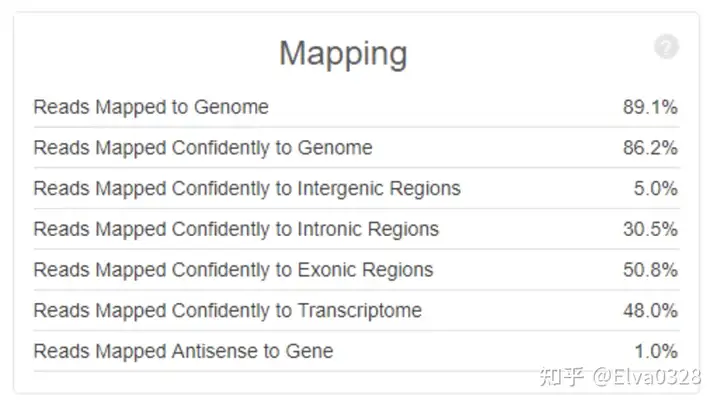 Mapping
?
Reads Mapped to Genome 89.1%
Reads Mapped Confidently to Genome 86.2%
Reads Mapped Confidently to Intergenic Regions 5.0%
Reads Mapped Confidently to Intronic Regions 30.5%
Reads Mapped Confidently to Exonic Regions 50.8%
Reads Mapped Confidently to Transcriptome 48.0%
Reads Mapped Antisense to Gene 1.0%
知乎 @Elva0328